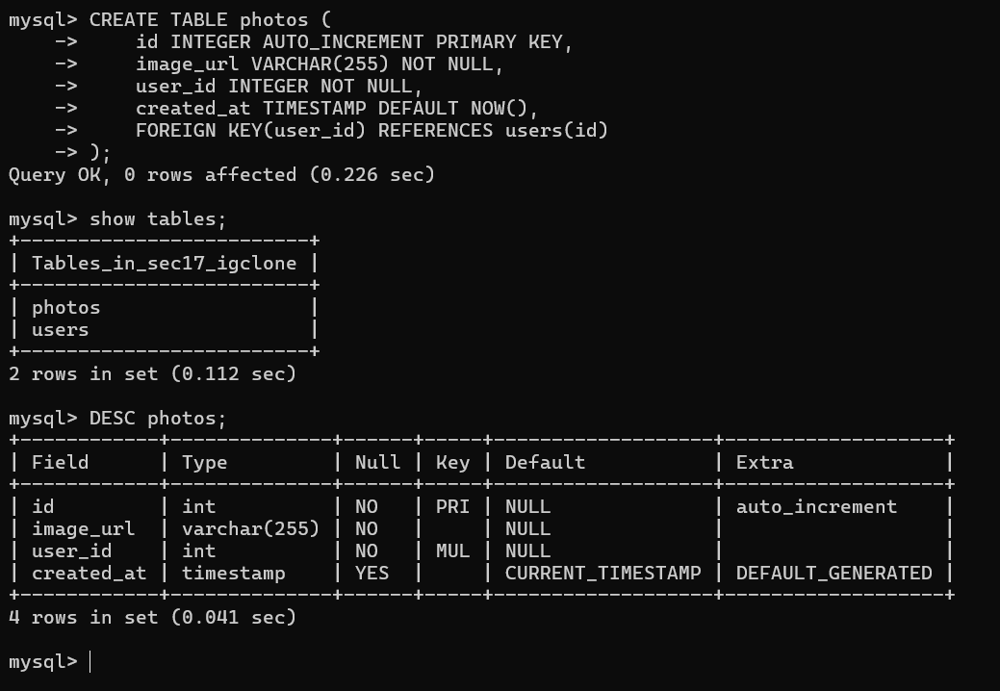 mysql> CREATE TABLE photos (
    ->     id INTEGER AUTO_INCREMENT PRIMARY KEY,
    ->     image_url VARCHAR(255) NOT NULL,
    ->     user_id INTEGER NOT NULL,
    ->     created_at TIMESTAMP DEFAULT NOW(),
    ->     FOREIGN KEY(user_id) REFERENCES users(id)
    -> );
Query OK, 0 rows affected (0.226 sec)

mysql> show tables;
+-------------------------+
| Tables_in_sec17_igclone |
+-------------------------+
| photos                  |
| users                   |
+-------------------------+
2 rows in set (0.112 sec)

mysql> DESC photos;
+------------+--------------+------+-----+-------------------+-------------------+
| Field      | Type         | Null | Key | Default           | Extra             |
+------------+--------------+------+-----+-------------------+-------------------+
| id         | int          | NO   | PRI | NULL              | auto_increment    |
| image_url  | varchar(255) | NO   |     | NULL              |                   |
| user_id    | int          | NO   | MUL | NULL              |                   |
| created_at | timestamp    | YES  |     | CURRENT_TIMESTAMP | DEFAULT_GENERATED |
+------------+--------------+------+-----+-------------------+-------------------+
4 rows in set (0.041 sec)

mysql>